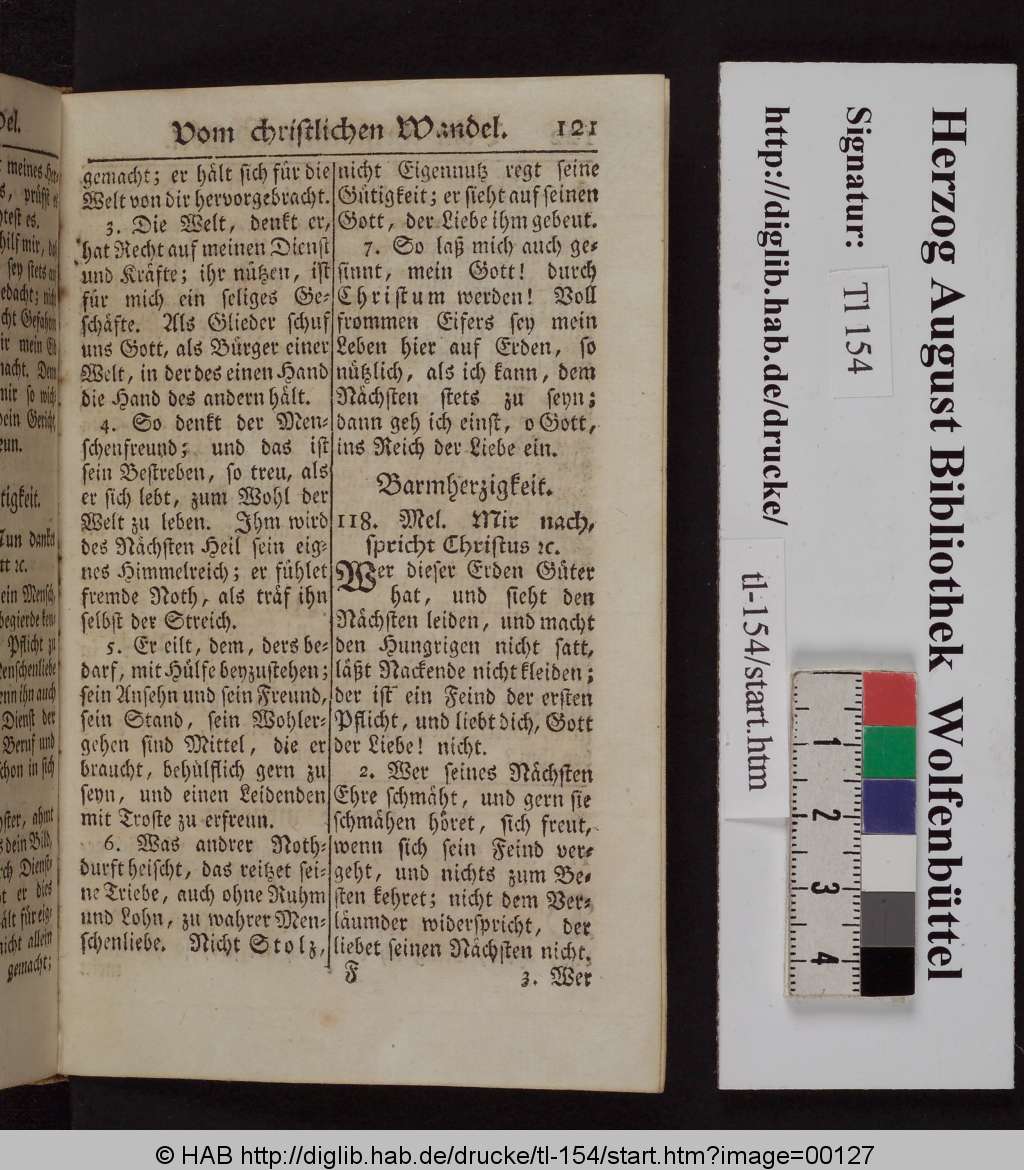 Vom christlichen Wandel. 121
gemacht; er hält sich für die
Welt von dir hervorgebracht.
3. Die Welt, denkt er,
hat Recht auf meinen Dienst
und Kräfte; ihr nützen, ist
für mich ein seliges Ge-
schäfte. Als Glieder schuf
uns Gott, als Bürger einer
Welt, in der des einen Hand
die Hand des andern hält.
4. So denkt der Men-
schenfreund; und das ist
sein Bestreben, so treu, als
er sich lebt, zum Wohl der
Welt zu leben. Ihm wird
des Nächsten Heil sein eig-
nes Himmelreich; er fühlet
fremde Noth, als träf ihn
selbst der Streich.
5. Er eilt, dem, ders be-
darf, mit Hülfe beyzustehen;
sein Ansehn und sein Freund,
sein Stand, sein Wohler-
gehen sind Mittel, die er
braucht, behülflich gern zu
seyn, und einen Leidenden
mit Troste zu erfreun.
6. Was andrer Noth-
durft heischt, das reitzet sei-
ne Triebe, auch ohne Ruhm
und Lohn, zu wahrer Men-
schenliebe. Nicht Stolz,
nicht Eigennutz regt seine
Gütigkeit; er sieht auf seinen
Gott, der Liebe ihm gebeut.
7. So laß mich auch ge-
sinnt, mein Gott! durch
Christum werden! Voll
frommen Eifers sey mein
Leben hier auf Erden, so
nützlich, als ich kann, dem
Nächsten stets zu seyn;
dann geh ich einst, o Gott,
ins Reich der Liebe ein.
Barmherzigkeit.
118. Mel. Mir nach,
spricht Christus ꝛc.
Wer dieser Erden Güter
hat, und sieht den
Nächsten leiden, und macht
den Hungrigen nicht satt,
läßt Nackende nicht kleiden;
der ist ein Feind der ersten
Pflicht, und liebt dich, Gott
der Liebe! nicht.
2. Wer seines Nächsten
Ehre schmäht, und gern sie
schmähen höret, sich freut,
wenn sich sein Feind ver-
geht, und nichts zum Be-
sten kehret; nicht dem Ver-
läumder widerspricht, der
liebet seinen Nächsten nicht.
F 3. Wer
Herzog August Bibliothek Wolfenbüttel
Signatur: Tl 154
http://diglib.hab.de/drucke/
tl-154/start.htm
1
2
3
4
© HAB http://diglib.hab.de/drucke/tl-154/start.htm?image=00127